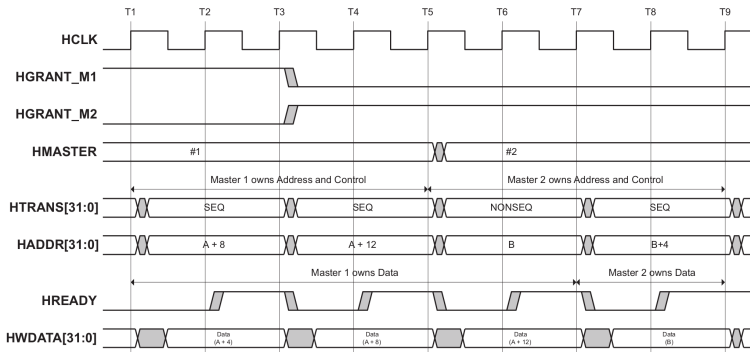 T1 T2 T3 T4 T5 T6 T7 T8 T9
HCLK
HGRANT_M1
HGRANT_M2
HMASTER #1 #2
Master 1 owns Address and Control Master 2 owns Address and Control
HTRANS[31:0] SEQ SEQ NONSEQ SEQ
HADDR[31:0] A + 8 A + 12 B B+4
Master 1 owns Data Master 2 owns Data
HREADY
HWDATA[31:0] Data Data Data Data
(A + 4) (A + 8) (A + 12) (B)